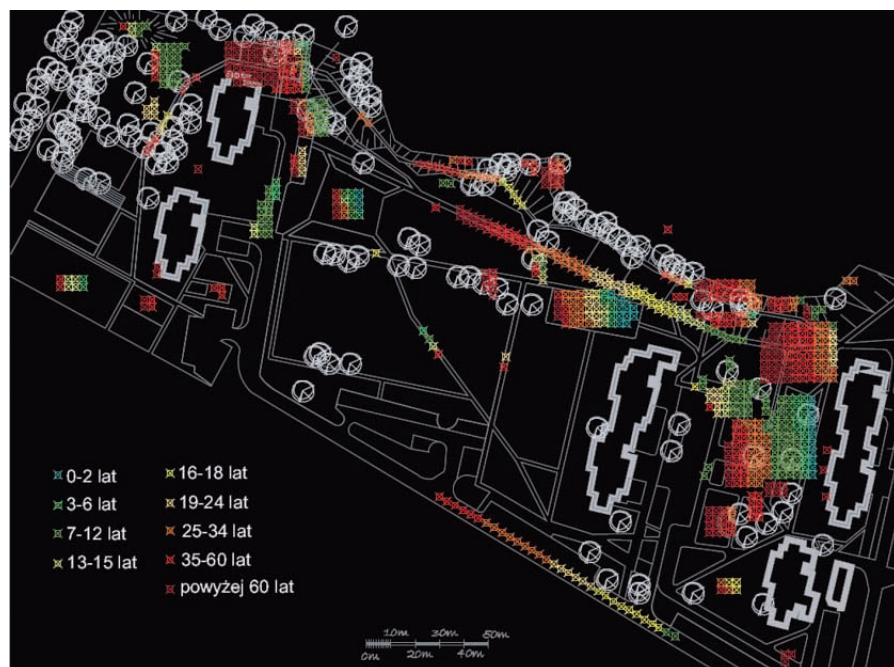 0-2 lat
3-6 lat
7-12 lat
13-15 lat
16-18 lat
19-24 lat
25-34 lat
35-60 lat
powyżej 60 lat
10m 30m 50m
0m 20m 40m